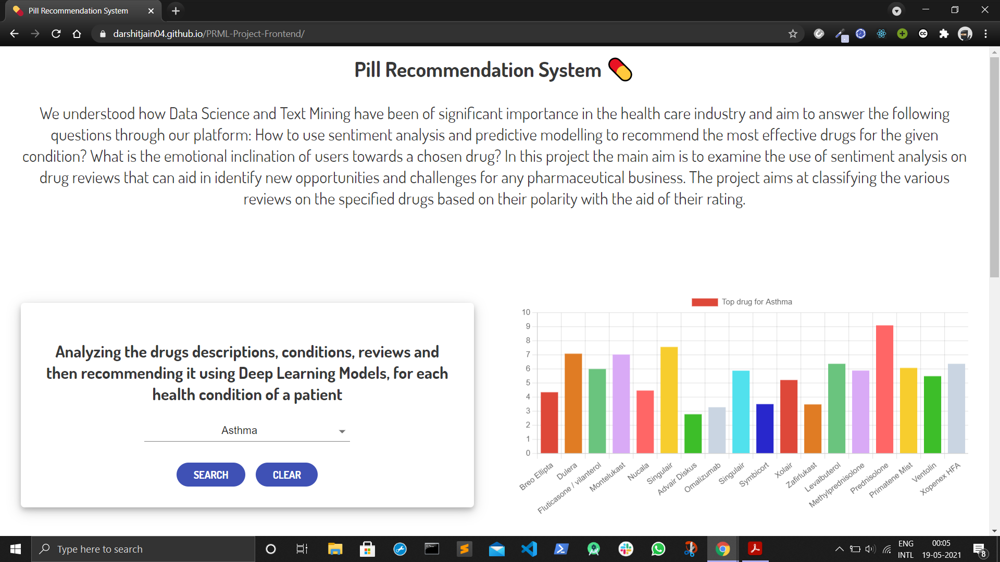 Pill Recommendation System
darshitjain04.github.io/PRML-Project-Frontend/
Pill Recommendation System
We understood how Data Science and Text Mining have been of significant importance in the health care industry and aim to answer the following
questions through our platform: How to use sentiment analysis and predictive modelling to recommend the most effective drugs for the given
condition? What is the emotional inclination of users towards a chosen drug? In this project the main aim is to examine the use of sentiment analysis on
drug reviews that can aid in identify new opportunities and challenges for any pharmaceutical business. The project aims at classifying the various
reviews on the specified drugs based on their polarity with the aid of their rating.
Analyzing the drugs descriptions, conditions, reviews and
then recommending it using Deep Learning Models, for each
health condition of a patient
Asthma
SEARCH CLEAR
Top drug for Asthma
10
9
8
7
6
5
4
3
2
1
0
Breo Ellipta
Dulera
Fluticasone / vilanterol
Montelukast
Nucala
Singulair
Advair Diskus
Omalizumab
Singulair
Symbicort
Xolair
Zafirlukast
Levalbuterol
Methylprednisolone
Prednisolone
Primatene Mist
Ventolin
Xopenex HFA
Type here to search
ENG
INTL
00:05
19-05-2021
8